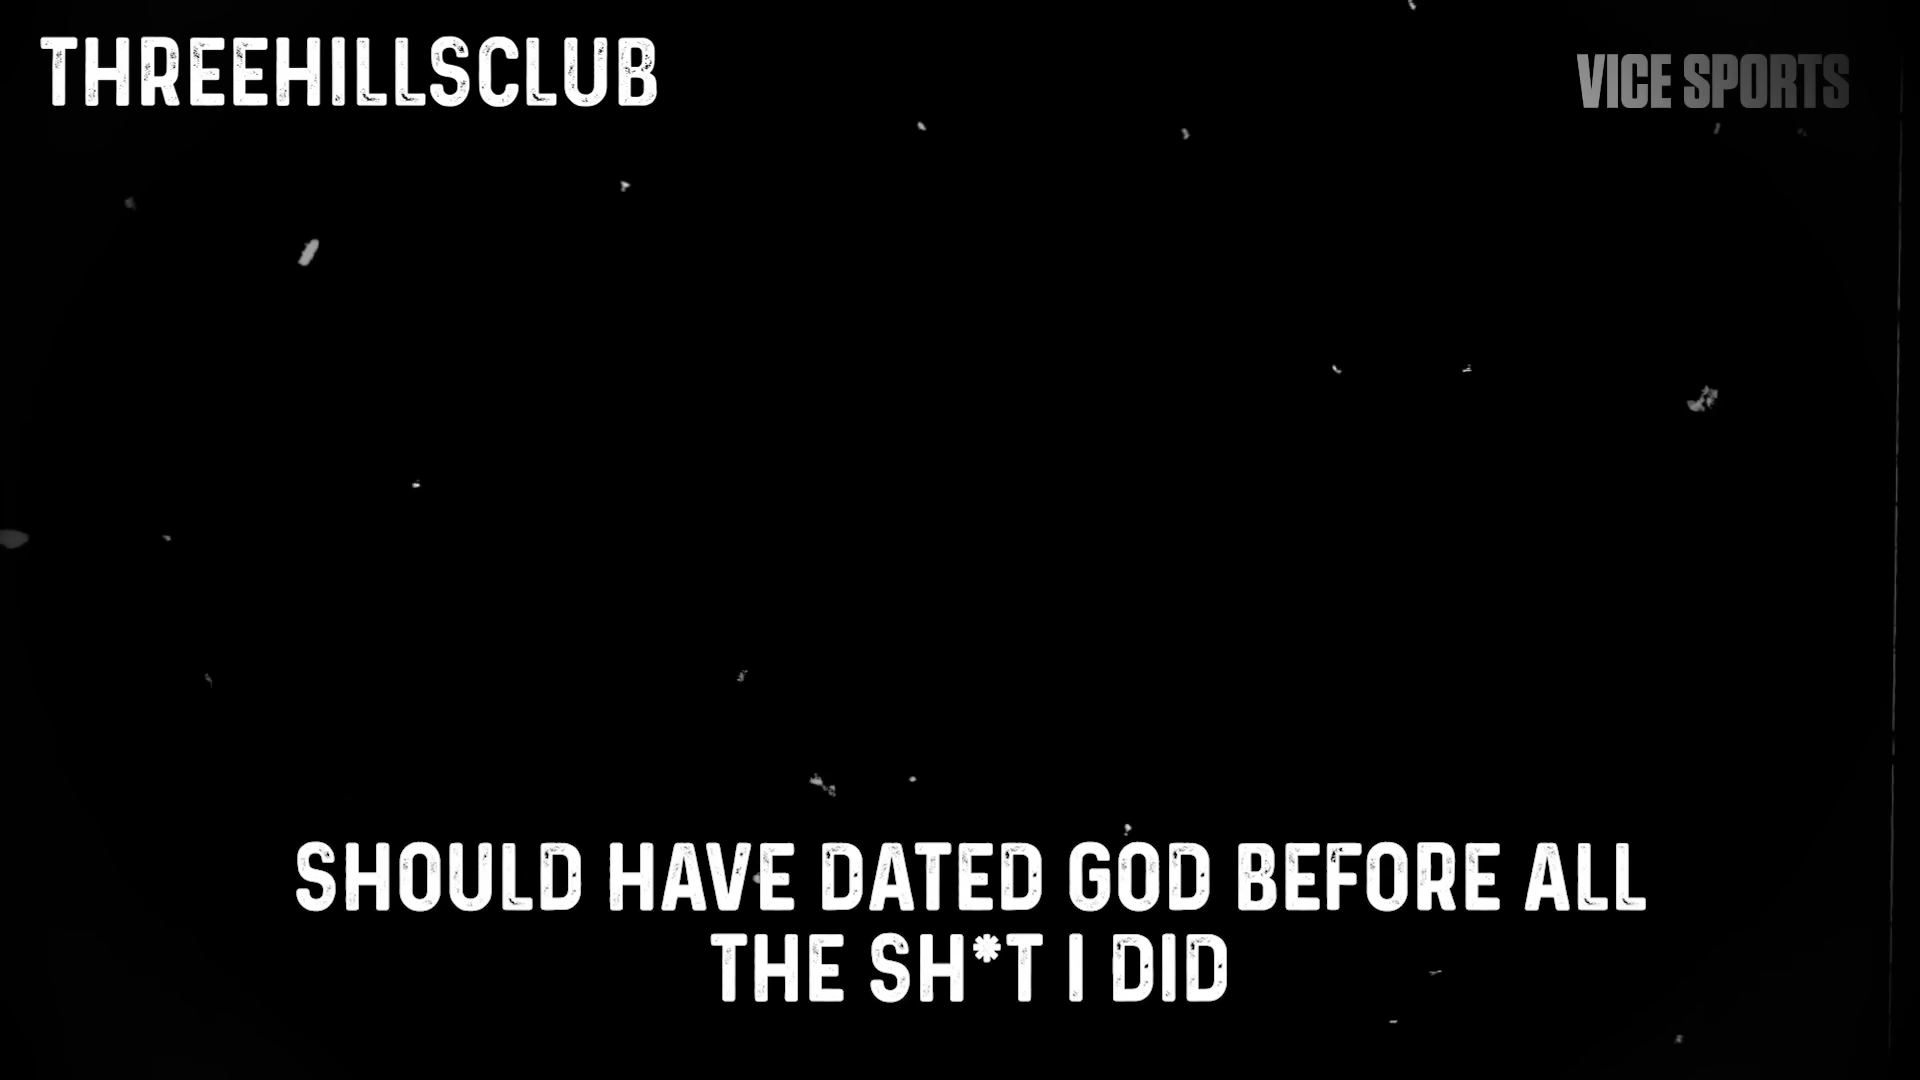 THREEHILLSCLUB
VICE SPORTS
SHOULD HAVE DATED GOD BEFORE ALL
THE SH*T I DID